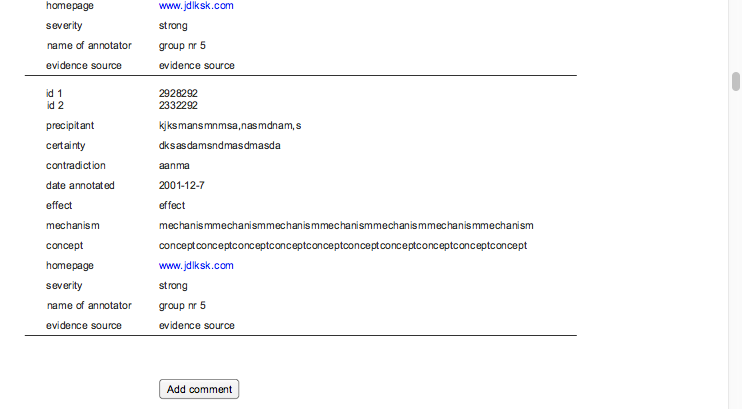 homepage www.jdlksk.com
severity strong
name of annotator group nr 5
evidence source evidence source
id 1 2928292
id 2 2332292
precipitant kjksmansmnmsa,nasmdnam,s
certainty dksasdamsndmasdmasda
contradiction aanma
date annotated 2001-12-7
effect effect
mechanism mechanismmechanismmechanismmechanismmechanismmechanismmechanism
concept conceptconceptconceptconceptconceptconceptconceptconceptconceptconcept
homepage www.jdlksk.com
severity strong
name of annotator group nr 5
evidence source evidence source
Add comment